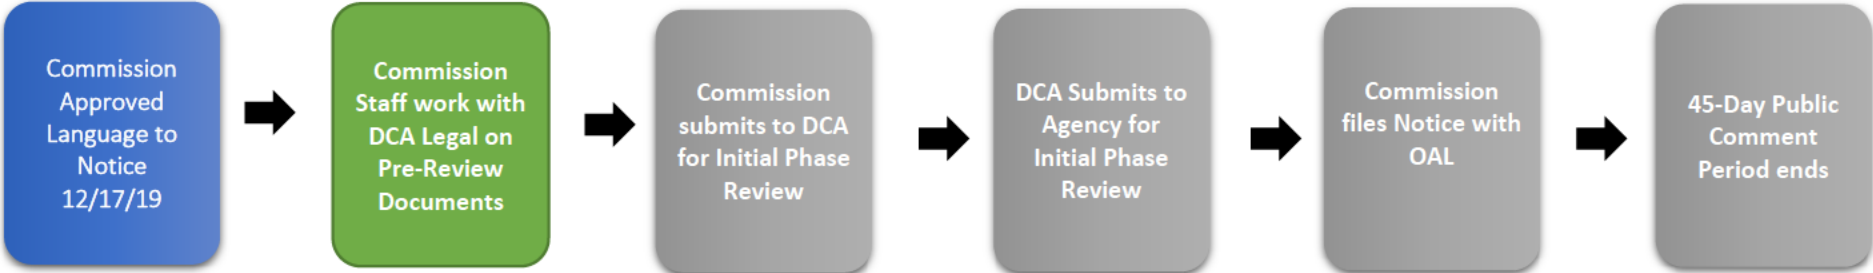 Commission
Approved
Language to
Notice
12/17/19
Commission
Staff work with
DCA Legal on
Pre-Review
Documents
Commission
submits to DCA
for Initial Phase
Review
DCA Submits to
Agency for
Initial Phase
Review
Commission
files Notice with
OAL
45-Day Public
Comment
Period ends